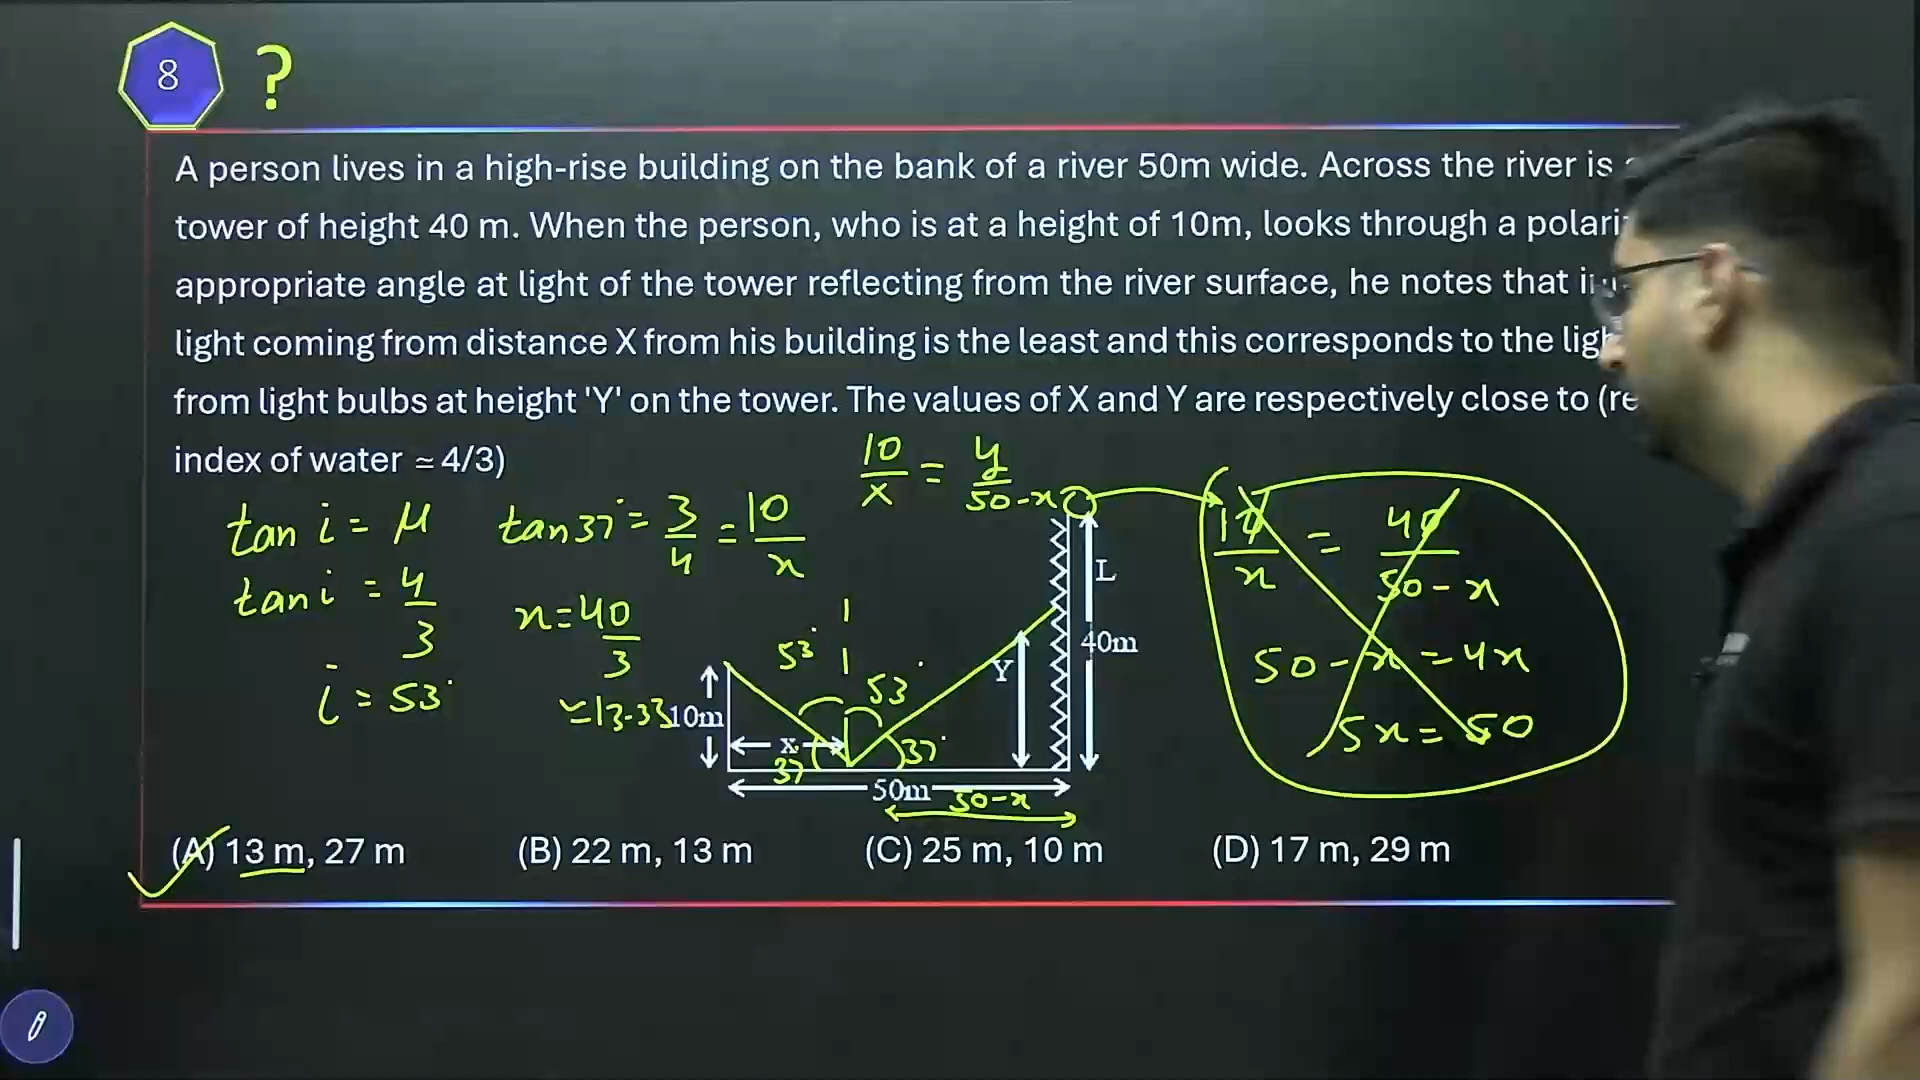 8 ?
A person lives in a high-rise building on the bank of a river 50m wide. Across the river is
tower of height 40 m. When the person, who is at a height of 10m, looks through a
appropriate angle at light of the tower reflecting from the river surface, he notes that
light coming from distance X from his building is the least and this corresponds to the
from light bulbs at height 'Y' on the tower. The values of X and Y are respectively close to
index of water ≃ 4/3)
tan i = μ
tan i = 4/3
i = 53°
tan 37° = 3/4 = 10/x
x = 40/3
≃ 13.33
10/x = y/50-x
10/x = 40/50-x
50-x = 4x
5x = 50
53°
53°
37
37°
10m
x
Y
L
40m
50m
50-x
(A) 13 m, 27 m (B) 22 m, 13 m (C) 25 m, 10 m (D) 17 m, 29 m